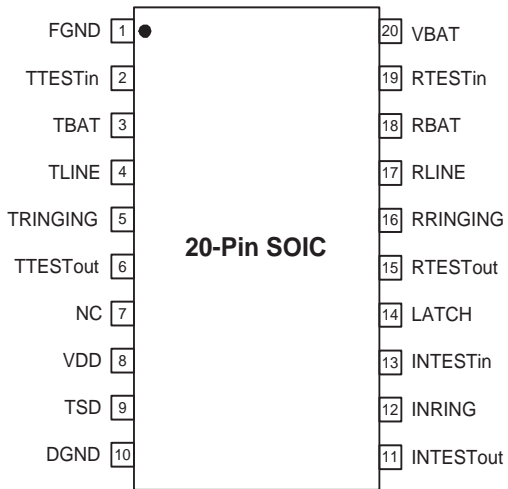 FGND 1 20 VBAT
TTESTin 2 19 RTESTin
TBAT 3 18 RBAT
TLINE 4 17 RLINE
TRINGING 5 16 RRINGING
20-Pin SOIC
TTESTout 6 15 RTESTout
NC 7 14 LATCH
VDD 8 13 INTESTin
TSD 9 12 INRING
DGND 10 11 INTESTout